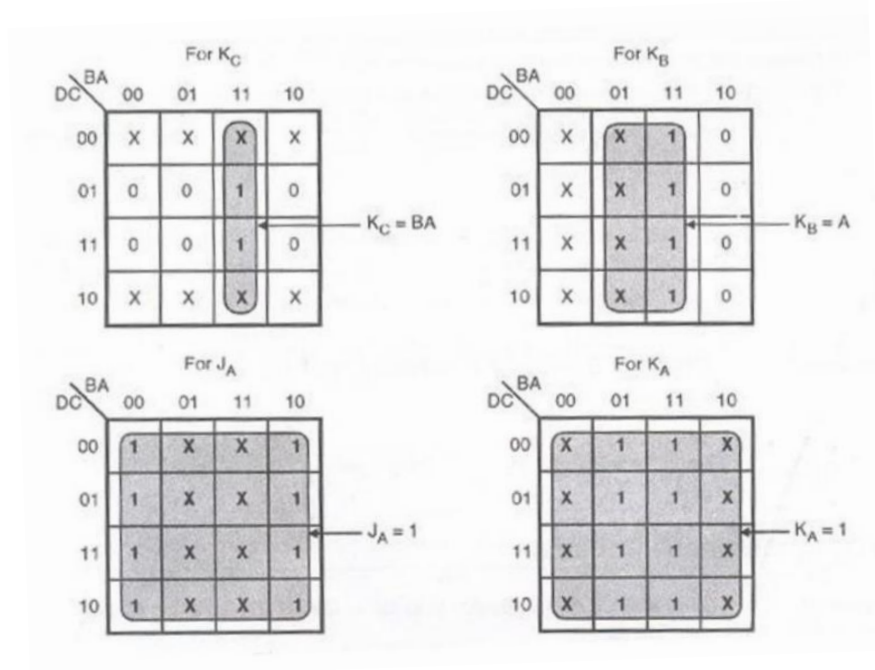 For K_C
BA
DC 00 01 11 10
00 X X X X
01 0 0 1 0
11 0 0 1 0
10 X X X X
K_C = BA
For K_B
BA
DC 00 01 11 10
00 X X 1 0
01 X X 1 0
11 X X 1 0
10 X X 1 0
K_B = A
For J_A
BA
DC 00 01 11 10
00 1 X X 1
01 1 X X 1
11 1 X X 1
10 1 X X 1
J_A = 1
For K_A
BA
DC 00 01 11 10
00 X 1 1 X
01 X 1 1 X
11 X 1 1 X
10 X 1 1 X
K_A = 1